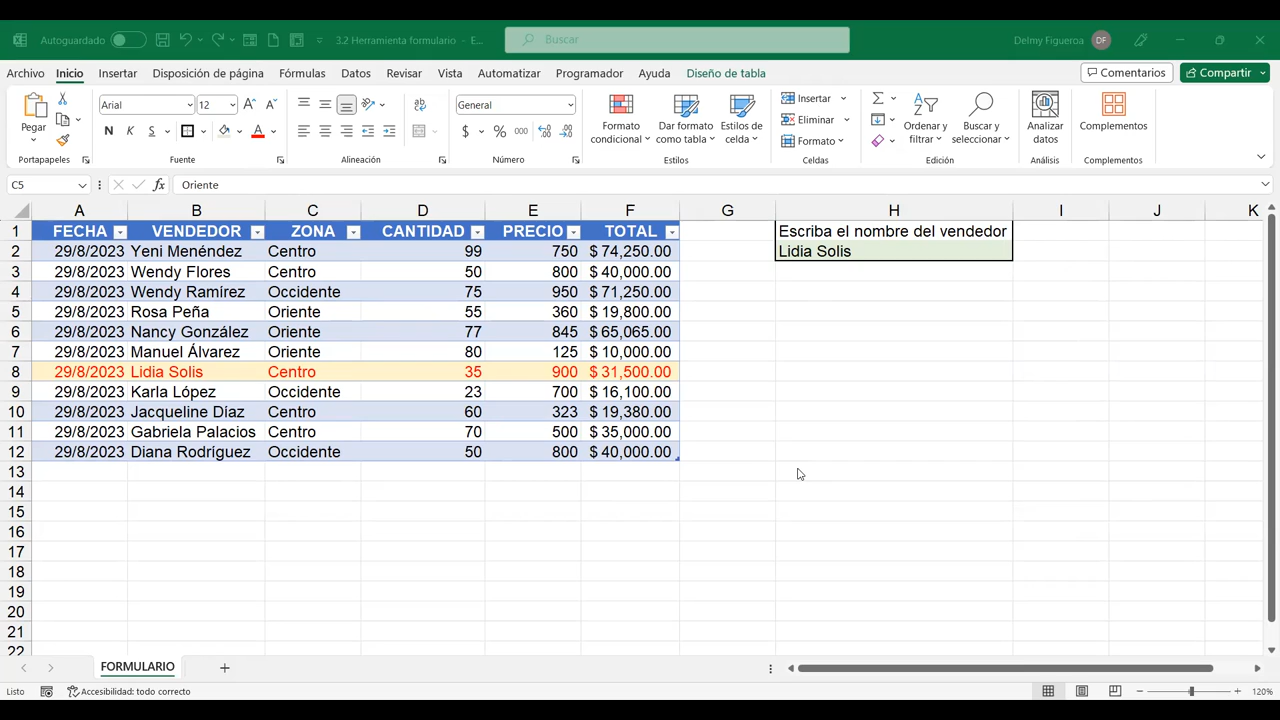 Autoguardado 3.2 Herramienta formulario - E... Buscar Delmy Figueroa DF
Archivo Inicio Insertar Disposición de página Fórmulas Datos Revisar Vista Automatizar Programador Ayuda Diseño de tabla Comentarios Compartir
Pegar Arial 12 General Formato condicional Dar formato como tabla Estilos de celda Insertar Eliminar Formato Ordenar y filtrar Buscar y seleccionar Analizar datos Complementos
N K S A $ % 000
Portapapeles Fuente Alineación Número Estilos Celdas Edición Análisis Complementos
C5 fx Oriente
A B C D E F G H I J K
1 FECHA VENDEDOR ZONA CANTIDAD PRECIO TOTAL Escriba el nombre del vendedor
2 29/8/2023 Yeni Menéndez Centro 99 750 $ 74,250.00 Lidia Solis
3 29/8/2023 Wendy Flores Centro 50 800 $ 40,000.00
4 29/8/2023 Wendy Ramírez Occidente 75 950 $ 71,250.00
5 29/8/2023 Rosa Peña Oriente 55 360 $ 19,800.00
6 29/8/2023 Nancy González Oriente 77 845 $ 65,065.00
7 29/8/2023 Manuel Álvarez Oriente 80 125 $ 10,000.00
8 29/8/2023 Lidia Solis Centro 35 900 $ 31,500.00
9 29/8/2023 Karla López Occidente 23 700 $ 16,100.00
10 29/8/2023 Jacqueline Díaz Centro 60 323 $ 19,380.00
11 29/8/2023 Gabriela Palacios Centro 70 500 $ 35,000.00
12 29/8/2023 Diana Rodríguez Occidente 50 800 $ 40,000.00
13
14
15
16
17
18
19
20
21
22
FORMULARIO
Listo Accesibilidad: todo correcto 120%